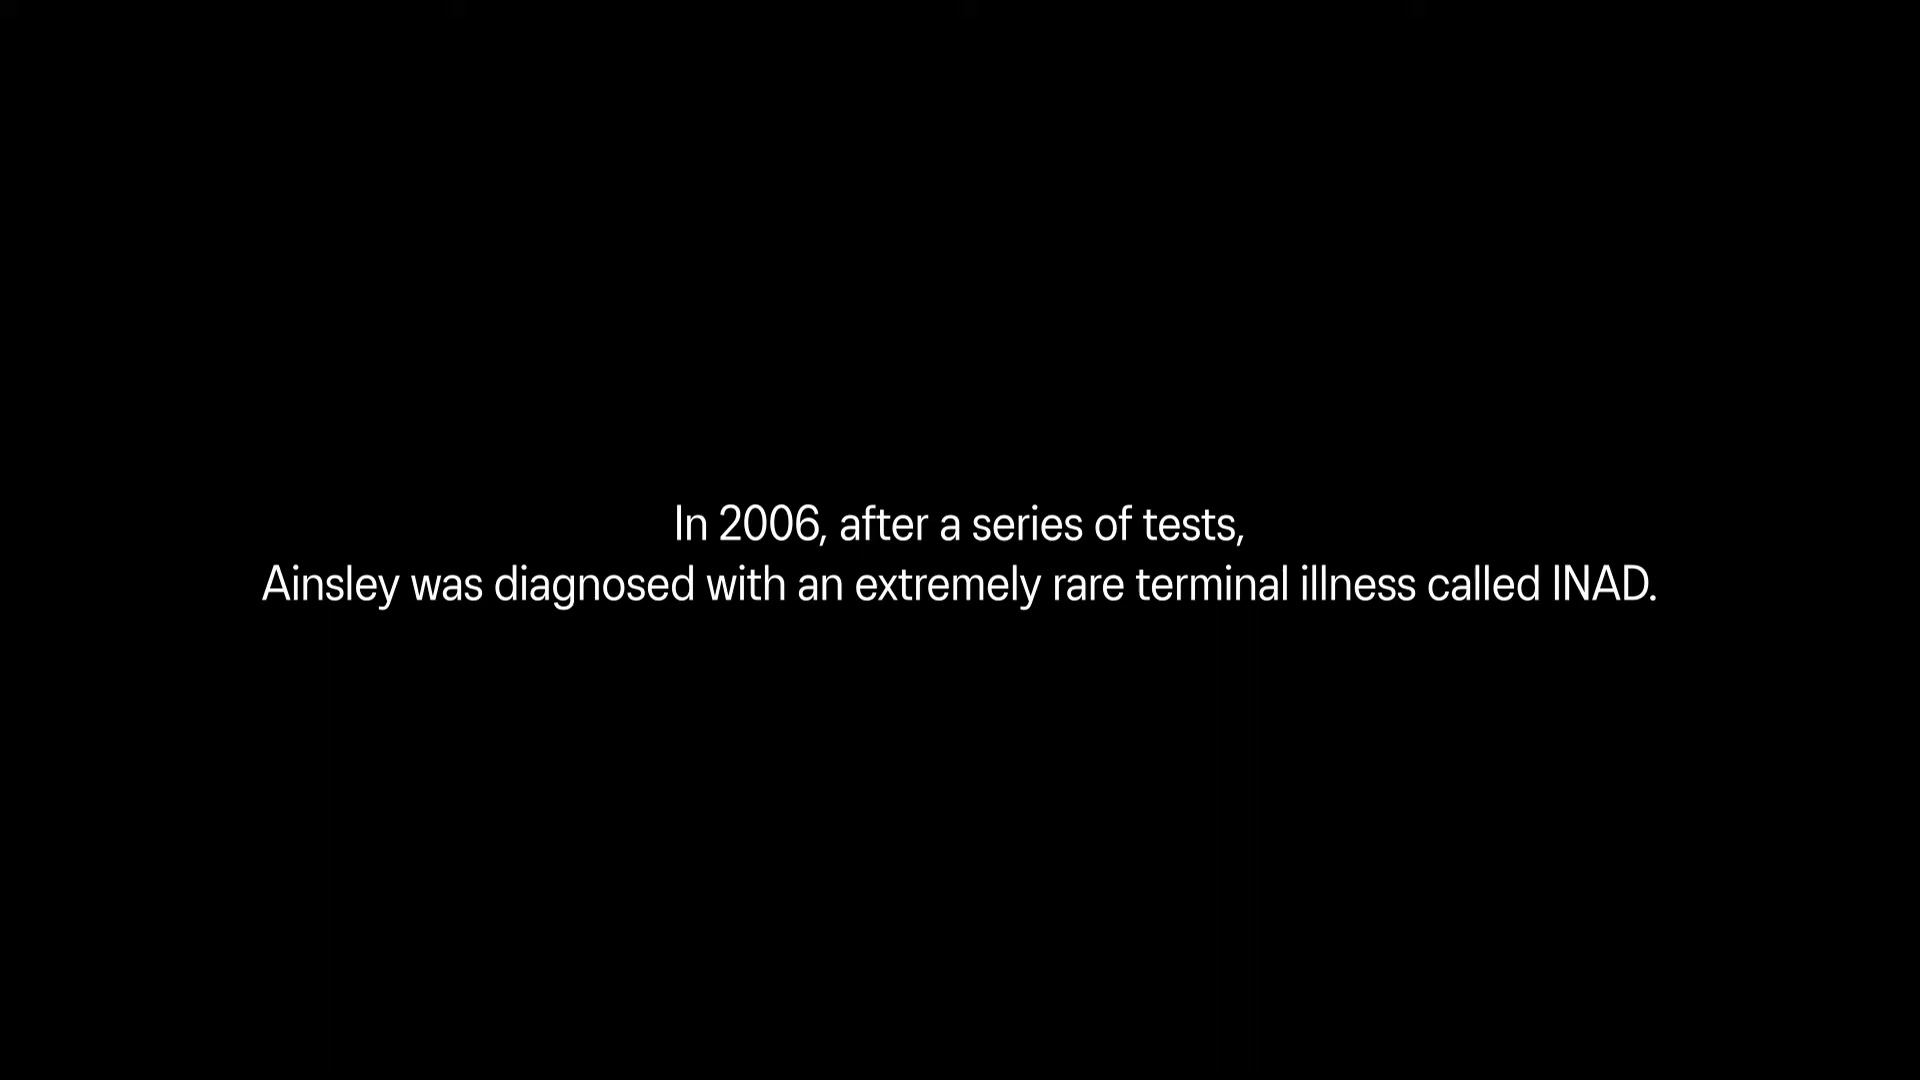 In 2006, after a series of tests,
Ainsley was diagnosed with an extremely rare terminal illness called INAD.